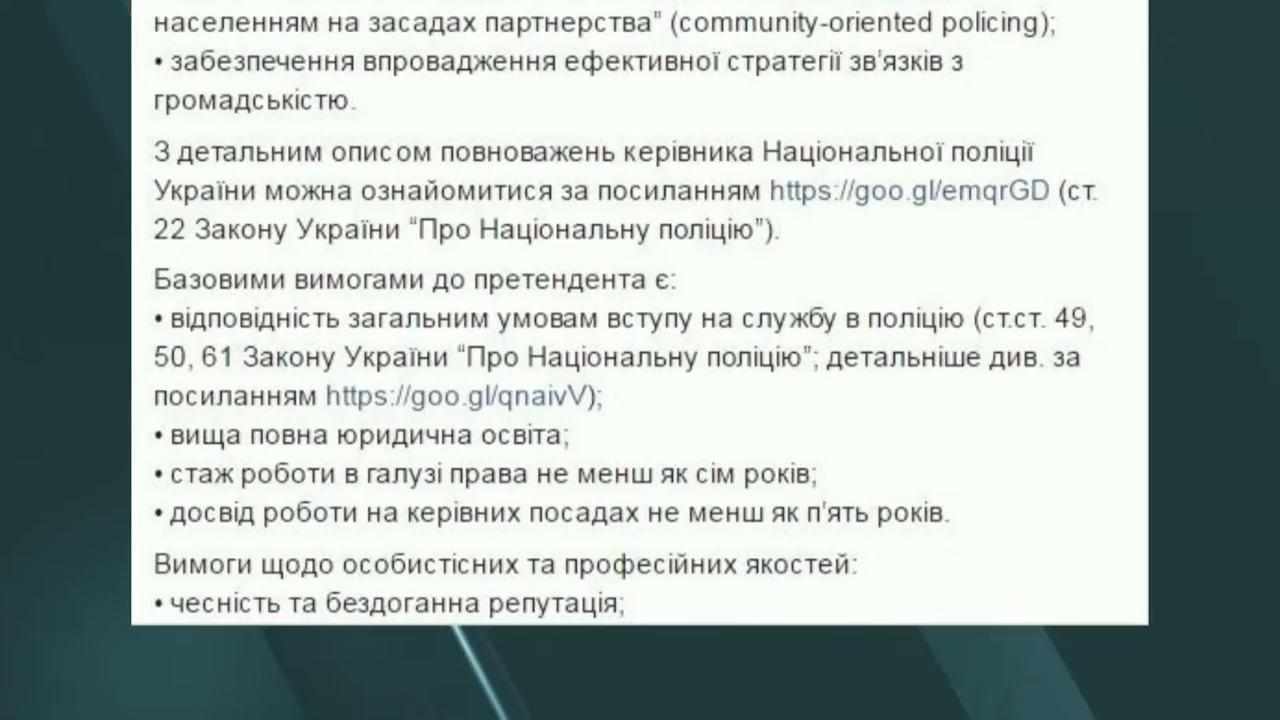 населенням на засадах партнерства” (community-oriented policing);
• забезпечення впровадження ефективної стратегії зв’язків з
громадськістю.
З детальним описом повноважень керівника Національної поліції
України можна ознайомитися за посиланням https://goo.gl/emqrGD (ст.
22 Закону України “Про Національну поліцію”).
Базовими вимогами до претендента є:
• відповідність загальним умовам вступу на службу в поліцію (ст.ст. 49,
50, 61 Закону України “Про Національну поліцію”; детальніше див. за
посиланням https://goo.gl/qnaivV);
• вища повна юридична освіта;
• стаж роботи в галузі права не менш як сім років;
• досвід роботи на керівних посадах не менш як п’ять років.
Вимоги щодо особистісних та професійних якостей:
• чесність та бездоганна репутація;